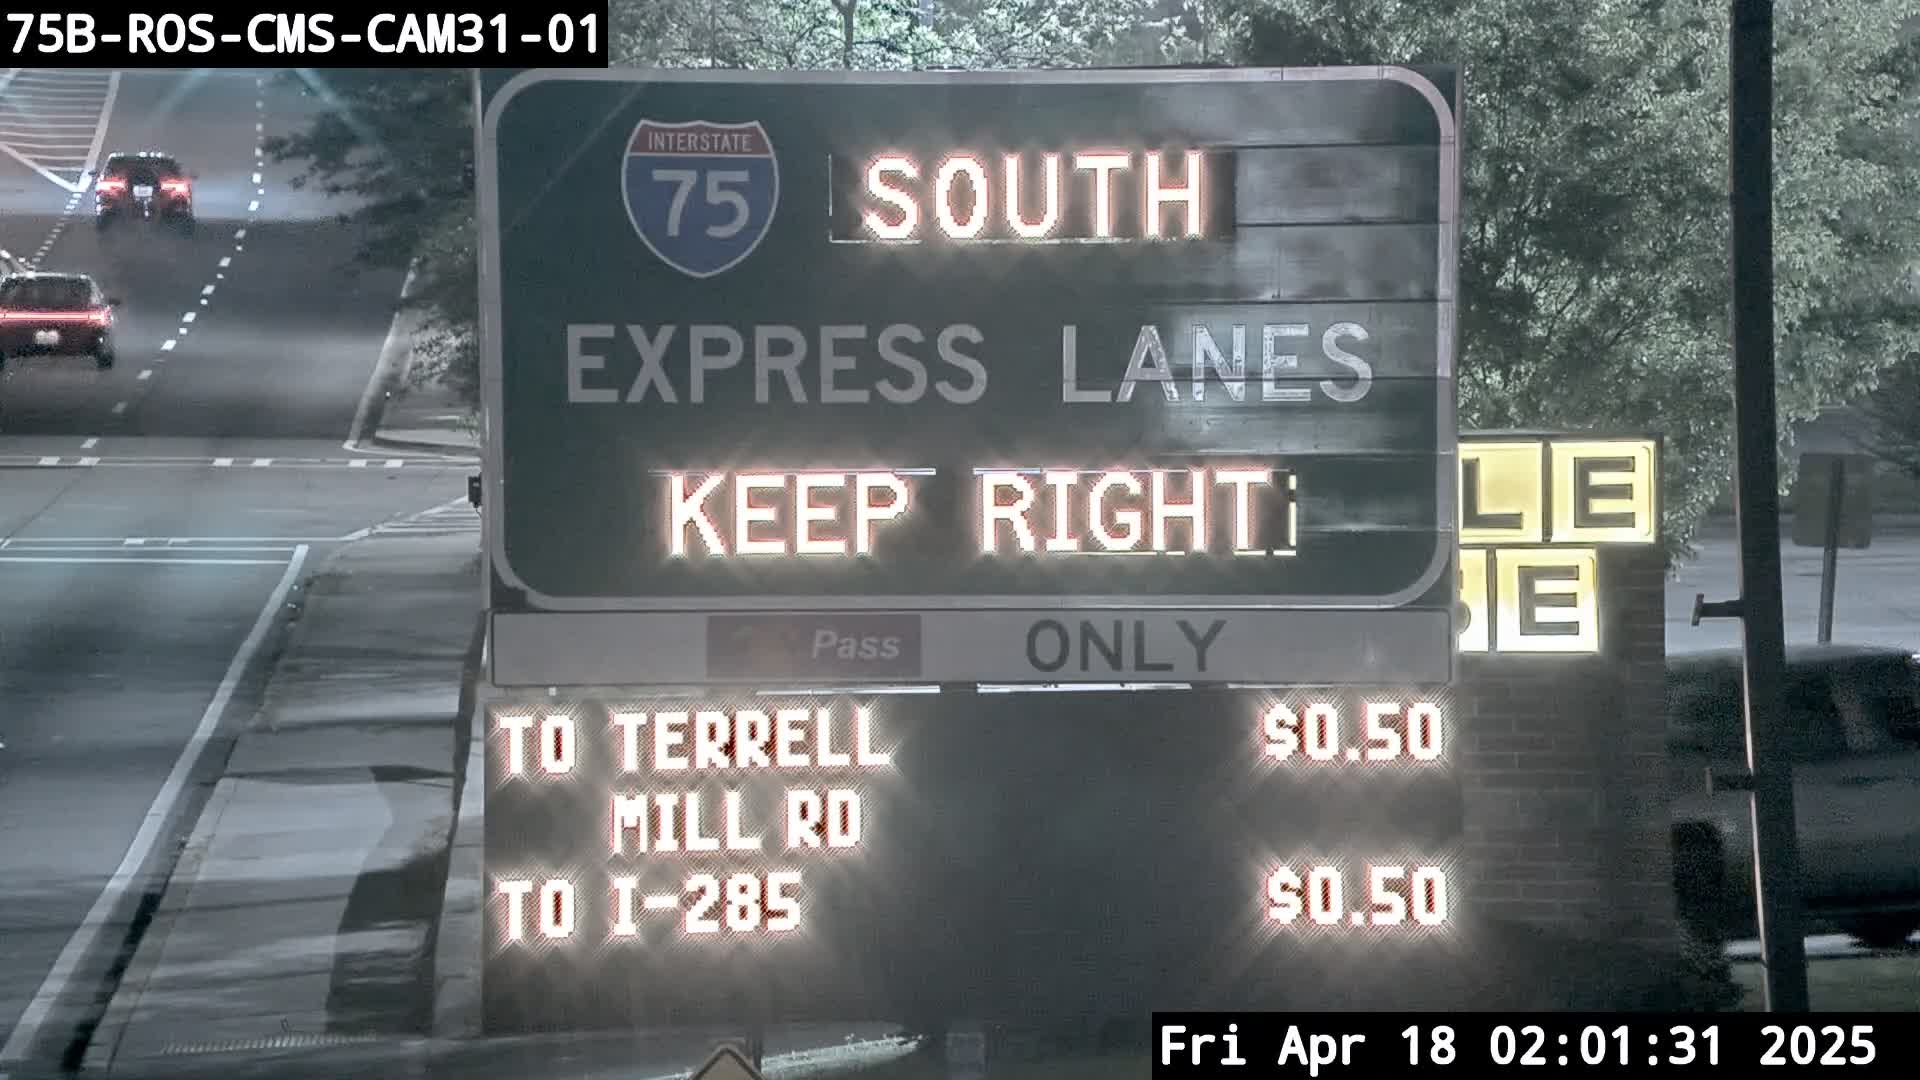 75B-ROS-CMS-CAM31-01
INTERSTATE
75
SOUTH
EXPRESS LANES
KEEP RIGHT
Pass ONLY
TO TERRELL $0.50
MILL RD
TO I-285 $0.50
LE
E
Fri Apr 18 02:01:31 2025